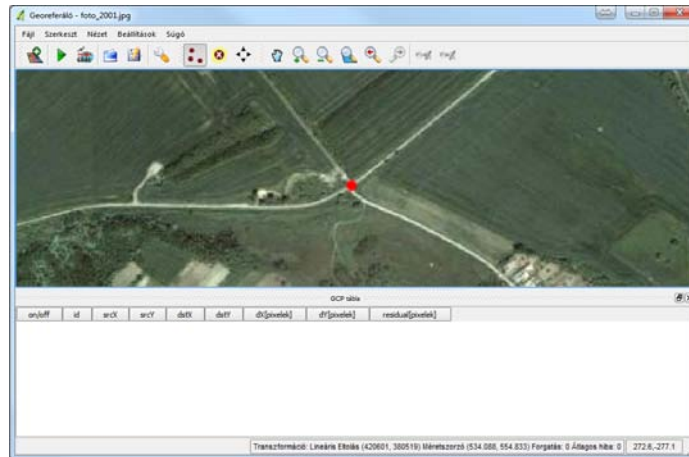 Georeferáló - foto_2001.jpg
Fájl Szerkeszt Nézet Beállítások Súgó
GCP tábla
on/off id srcX srcY dstX dstY dX[pixelek] dY[pixelek] residual[pixelek]
Transzformáció: Lineáris Eltolás (420601, 380519) Méretszorzó (534.088, 554.833) Forgatás: 0 Átlagos hiba: 0 272.6,-277.1